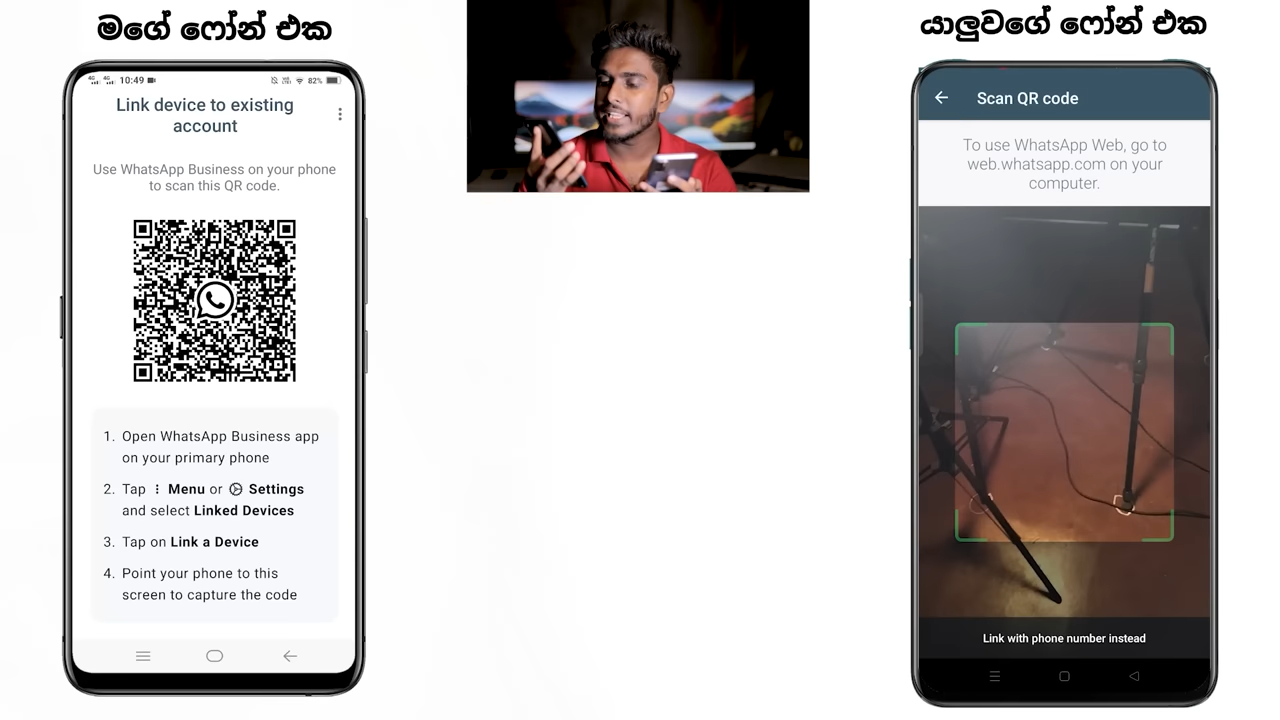 මගේ ෆෝන් එක
10:49
82%
Link device to existing
account
Use WhatsApp Business on your phone
to scan this QR code.
1. Open WhatsApp Business app
on your primary phone
2. Tap Menu or Settings
and select Linked Devices
3. Tap on Link a Device
4. Point your phone to this
screen to capture the code
යාලුවගේ ෆෝන් එක
Scan QR code
To use WhatsApp Web, go to
web.whatsapp.com on your
computer.
Link with phone number instead